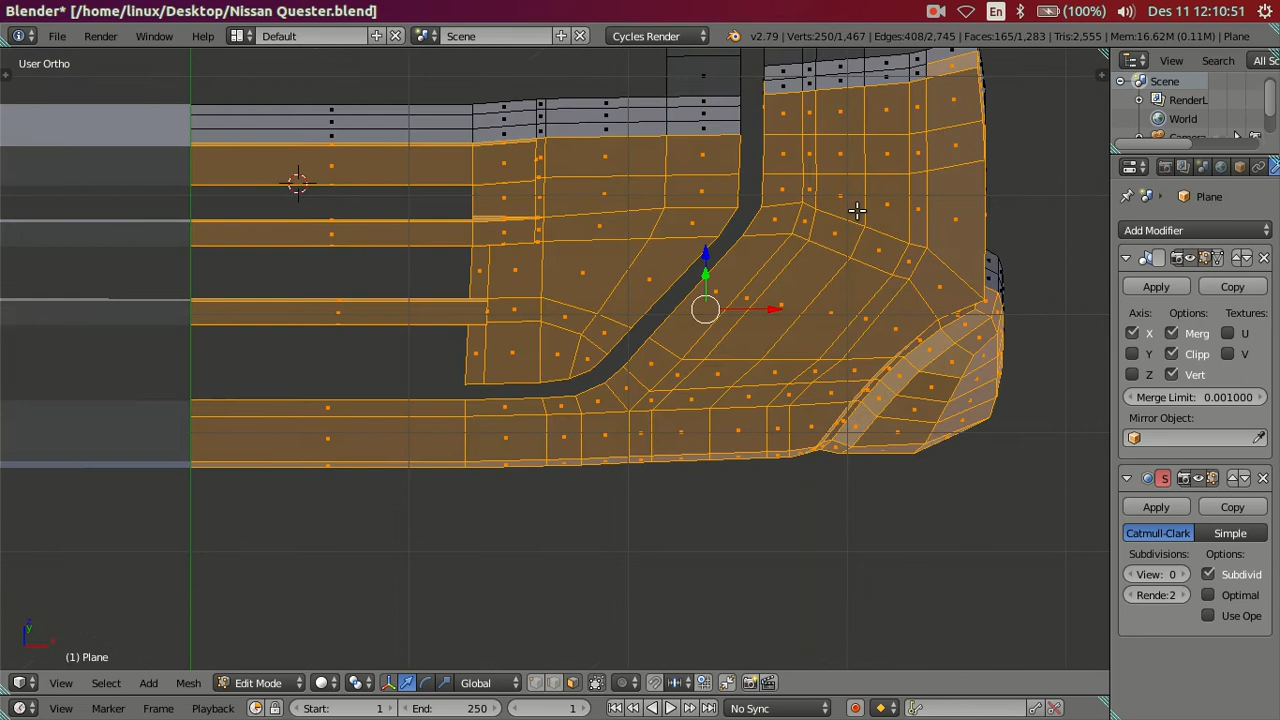 Blender* [/home/linux/Desktop/Nissan Quester.blend]
En
(100%)
Des 11 12:10:51
File
Render
Window
Help
Default
Scene
Cycles Render
v2.79 | Verts:250/1,467 | Edges:408/2,745 | Faces:165/1,283 | Tris:2,555 | Mem:16.62M (0.11M) | Plane
User Ortho
View
Search
All Sc
Scene
RenderL
World
Camera
Plane
Add Modifier
Apply
Copy
Axis:
Options:
Textures:
X
Merg
U
Y
Clipp
V
Z
Vert
Merge Limit: 0.001000
Mirror Object:
S
Apply
Copy
Catmull-Clark
Simple
Subdivisions:
Options:
View: 0
Subdivid
Rende:2
Optimal
Use Ope
z
y
x
(1) Plane
View
Select
Add
Mesh
Edit Mode
Global
View
Marker
Frame
Playback
Start: 1
End: 250
1
No Sync